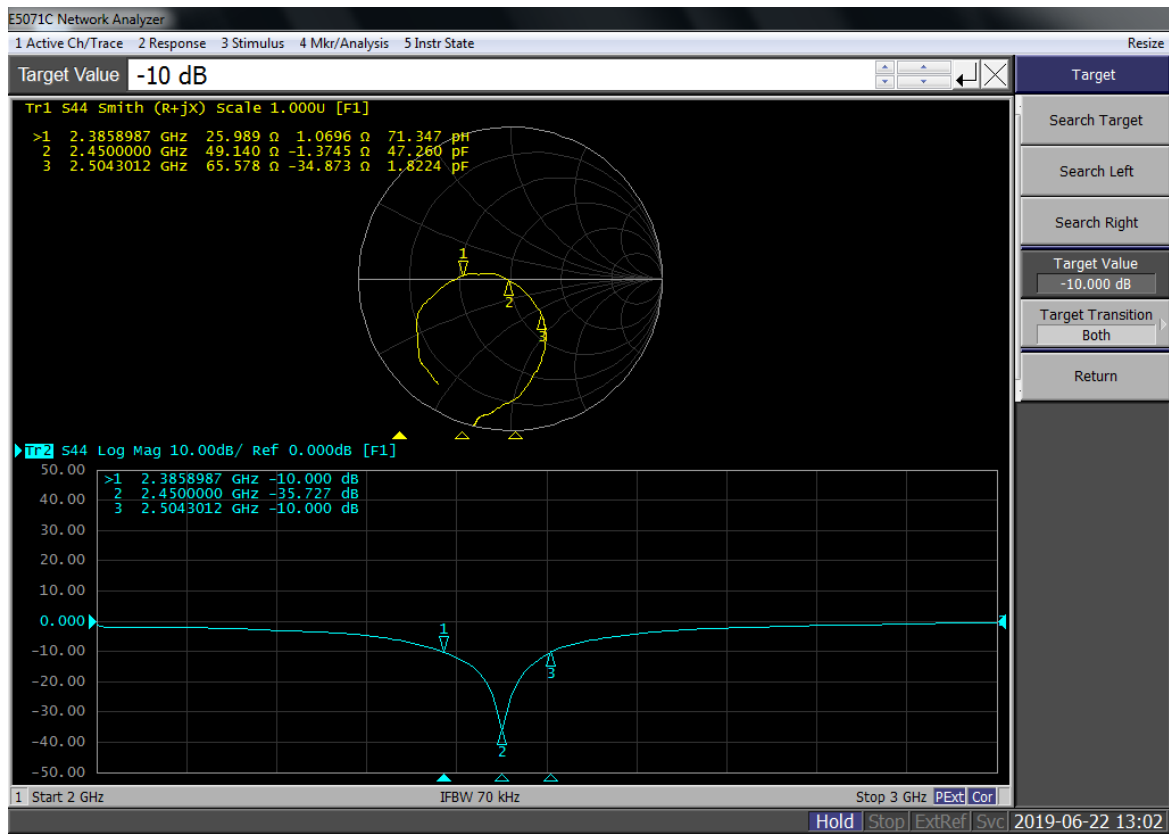 E5071C Network Analyzer
1 Active Ch/Trace 2 Response 3 Stimulus 4 Mkr/Analysis 5 Instr State Resize
Target Value -10 dB
Tr1 S44 Smith (R+jX) Scale 1.000U [F1]
>1 2.3858987 GHz 25.989 Ω 1.0696 Ω 71.347 pH
2 2.4500000 GHz 49.140 Ω -1.3745 Ω 47.260 pF
3 2.5043012 GHz 65.578 Ω -34.873 Ω 1.8224 pF
1
2
3
Tr2 S44 Log Mag 10.00dB/ Ref 0.000dB [F1]
>1 2.3858987 GHz -10.000 dB
2 2.4500000 GHz -35.727 dB
3 2.5043012 GHz -10.000 dB
50.00
40.00
30.00
20.00
10.00
0.000
-10.00
-20.00
-30.00
-40.00
-50.00
1
3
2
1 Start 2 GHz IFBW 70 kHz Stop 3 GHz PExt Cor
Target
Search Target
Search Left
Search Right
Target Value
-10.000 dB
Target Transition
Both
Return
Hold Stop ExtRef Svc 2019-06-22 13:02